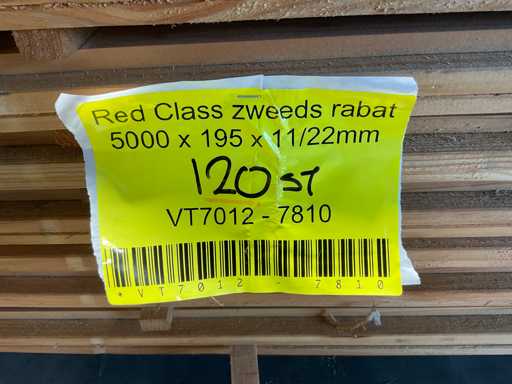 Red Class zweeds rabat
5000 x 195 x 11/22mm
120 ST
VT7012 - 7810
* V T 7 0 1 2 - 7 8 1 0